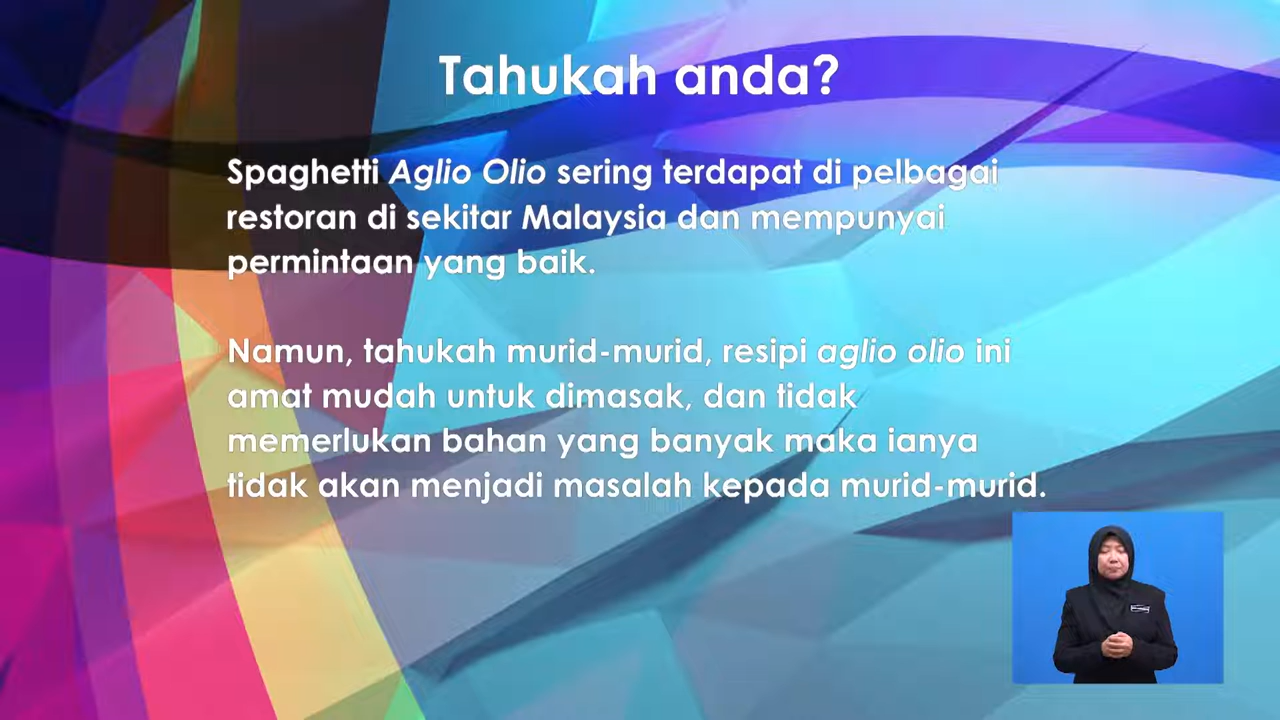 Tahukah anda?
Spaghetti Aglio Olio sering terdapat di pelbagai
restoran di sekitar Malaysia dan mempunyai
permintaan yang baik.
Namun, tahukah murid-murid, resipi aglio olio ini
amat mudah untuk dimasak, dan tidak
memerlukan bahan yang banyak maka ianya
tidak akan menjadi masalah kepada murid-murid.